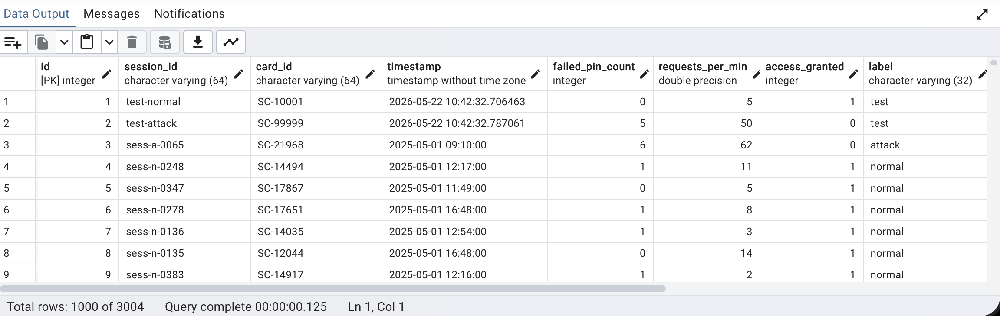 Data Output Messages Notifications
id session_id card_id timestamp failed_pin_count requests_per_min access_granted label
[PK] integer character varying (64) character varying (64) timestamp without time zone integer double precision integer character varying (32)
1 1 test-normal SC-10001 2026-05-22 10:42:32.706463 0 5 1 test
2 2 test-attack SC-99999 2026-05-22 10:42:32.787061 5 50 0 test
3 3 sess-a-0065 SC-21968 2025-05-01 09:10:00 6 62 0 attack
4 4 sess-n-0248 SC-14494 2025-05-01 12:17:00 1 11 1 normal
5 5 sess-n-0347 SC-17867 2025-05-01 11:49:00 0 5 1 normal
6 6 sess-n-0278 SC-17651 2025-05-01 16:48:00 1 8 1 normal
7 7 sess-n-0136 SC-14035 2025-05-01 12:54:00 1 3 1 normal
8 8 sess-n-0135 SC-12044 2025-05-01 16:48:00 0 14 1 normal
9 9 sess-n-0383 SC-14917 2025-05-01 12:16:00 1 2 1 normal
Total rows: 1000 of 3004 Query complete 00:00:00.125 Ln 1, Col 1